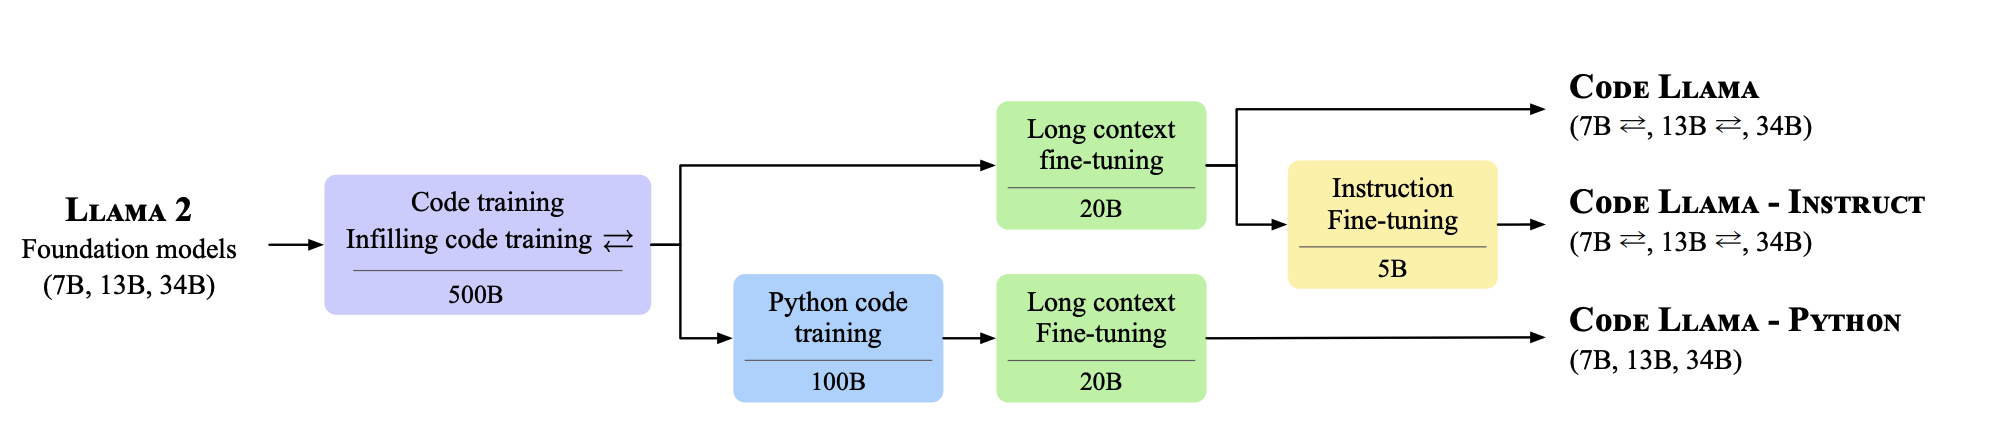 LLAMA 2
Foundation models
(7B, 13B, 34B)
Code training
Infilling code training ⇄
500B
Python code
training
100B
Long context
fine-tuning
20B
Long context
Fine-tuning
20B
Instruction
Fine-tuning
5B
CODE LLAMA
(7B ⇄, 13B ⇄, 34B)
CODE LLAMA - INSTRUCT
(7B ⇄, 13B ⇄, 34B)
CODE LLAMA - PYTHON
(7B, 13B, 34B)